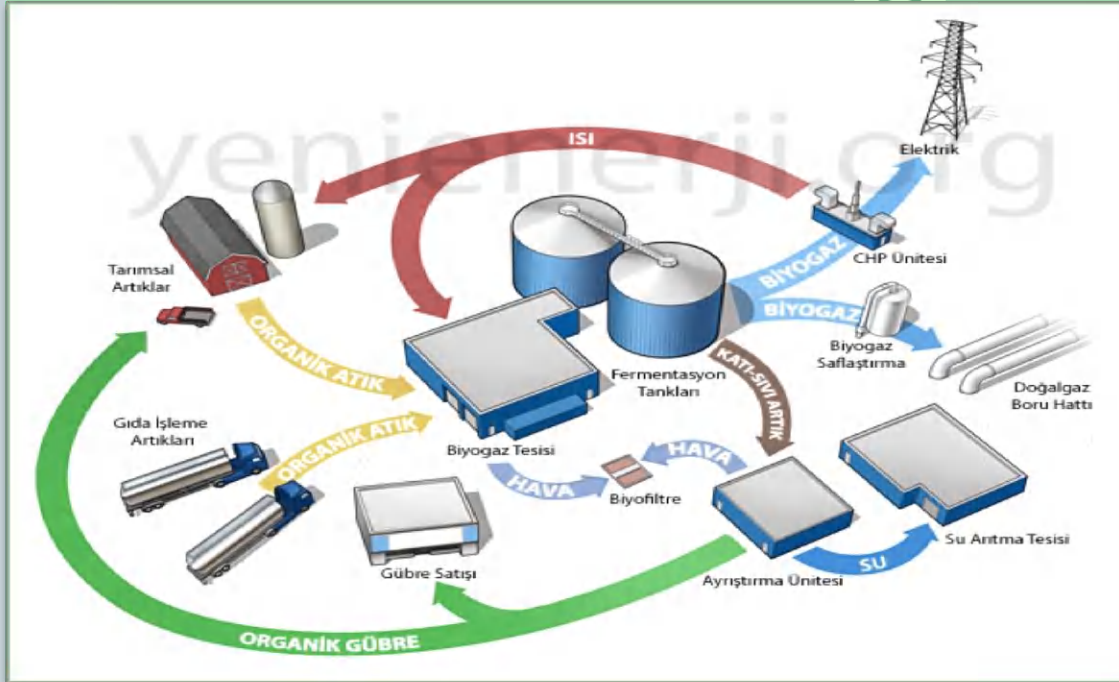 yenienerji.org
ISI
Elektrik
CHP Ünitesi
BİYOGAZ
BİYOGAZ
Biyogaz
Saflaştırma
Doğalgaz
Boru Hattı
Tarımsal
Artıklar
ORGANİK ATIK
Fermentasyon
Tankları
KATI-SIVI ARTIK
Gıda İşleme
Artıkları
ORGANİK ATIK
Biyogaz Tesisi
HAVA
HAVA
Biyofiltre
Su Arıtma Tesisi
Gübre Satışı
Ayrıştırma Ünitesi
SU
ORGANİK GÜBRE